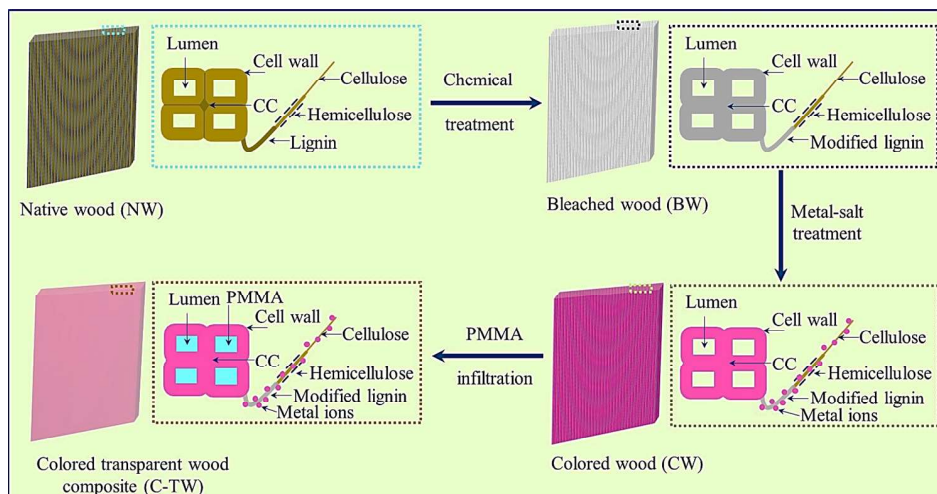 Lumen
Cell wall
Cellulose
CC
Hemicellulose
Lignin
Native wood (NW)
Chemical
treatment
Lumen
Cell wall
Cellulose
CC
Hemicellulose
Modified lignin
Bleached wood (BW)
Metal-salt
treatment
Lumen
Cell wall
Cellulose
CC
Hemicellulose
Modified lignin
Metal ions
Colored wood (CW)
PMMA
infiltration
Lumen
PMMA
Cell wall
Cellulose
CC
Hemicellulose
Modified lignin
Metal ions
Colored transparent wood
composite (C-TW)